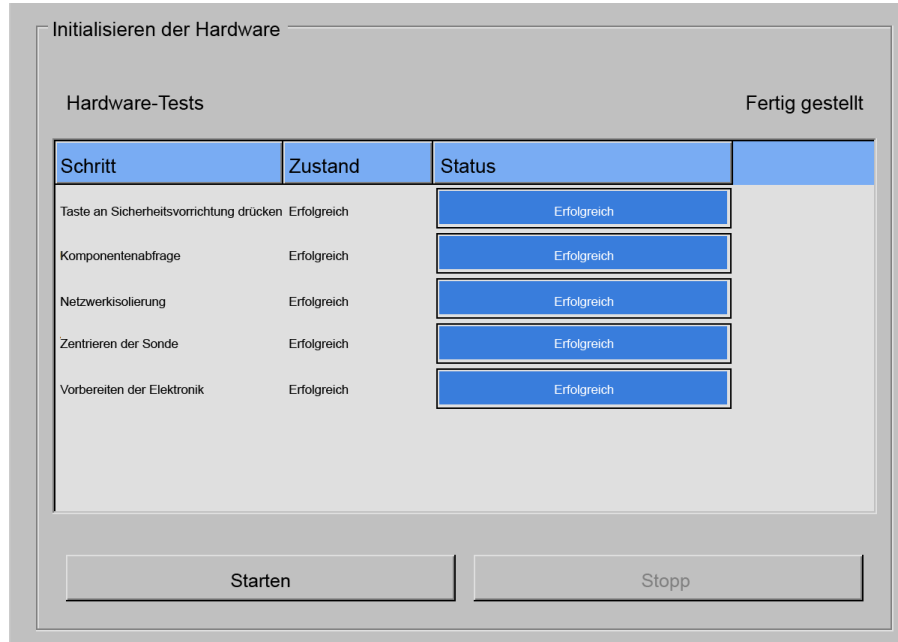 Initialisieren der Hardware
Hardware-Tests Fertig gestellt
Schritt Zustand Status
Taste an Sicherheitsvorrichtung drücken Erfolgreich Erfolgreich
Komponentenabfrage Erfolgreich Erfolgreich
Netzwerkisolierung Erfolgreich Erfolgreich
Zentrieren der Sonde Erfolgreich Erfolgreich
Vorbereiten der Elektronik Erfolgreich Erfolgreich
Starten Stopp